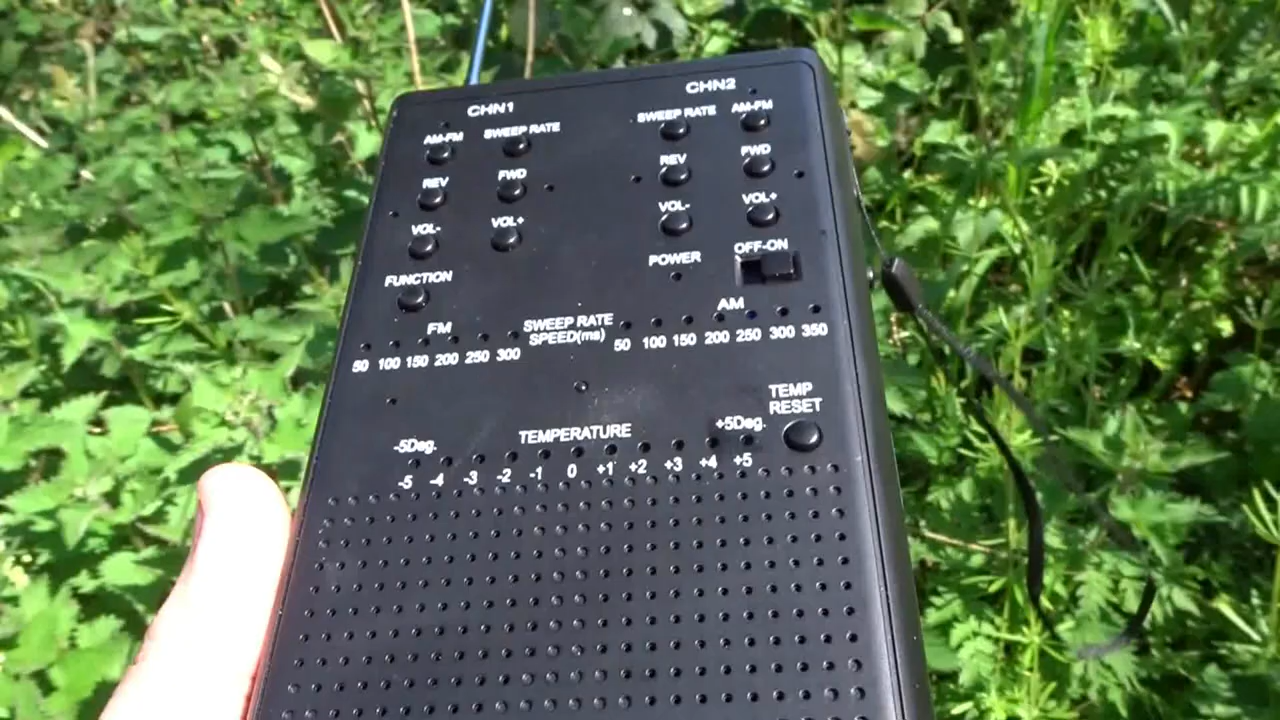 CHN1 CHN2
AM-FM SWEEP RATE SWEEP RATE AM-FM
REV FWD REV FWD
VOL- VOL+ VOL- VOL+
FUNCTION POWER OFF-ON
FM SWEEP RATE AM
SPEED(ms)
50 100 150 200 250 300 50 100 150 200 250 300 350
TEMP
RESET
-5Deg. TEMPERATURE +5Deg.
-5 -4 -3 -2 -1 0 +1 +2 +3 +4 +5